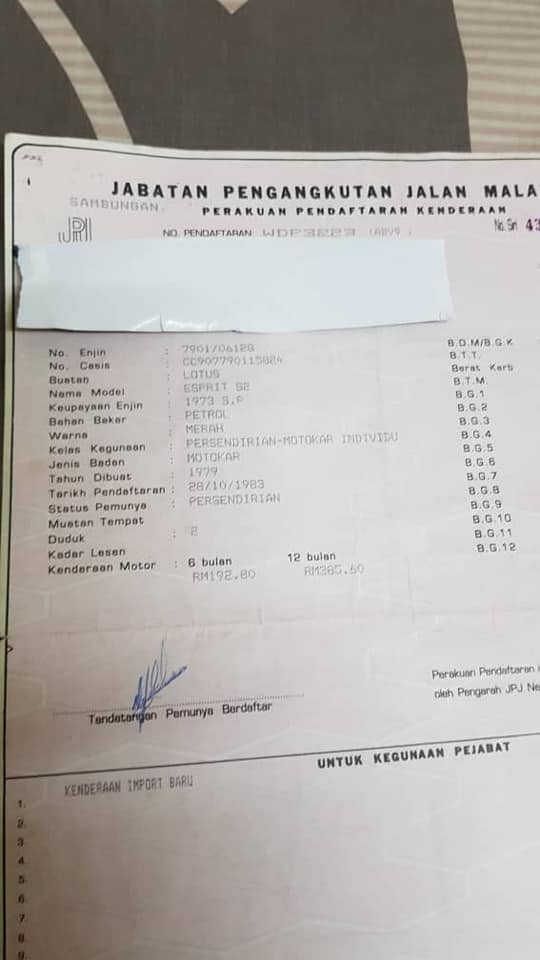 JABATAN PENGANGKUTAN JALAN MALA
SAMBUNGAN
PERAKUAN PENDAFTARAN KENDERAAN
JPJ NO. PENDAFTARAN: WDF3223 No. Siri 43
No. Enjin : 7901/06128 B.D.M/B.G.K
No. Casis : CC907790115824 B.T.T.
Buatan : LOTUS Berat Kerb
Nama Model : ESPRIT S2 B.T.M.
Keupayaan Enjin : 1973 S.P B.G.1
Bahan Bakar : PETROL B.G.2
Warna : MERAH B.G.3
Kelas Kegunaan : PERSENDIRIAN-MOTOKAR INDIVIDU B.G.4
Jenis Badan : MOTOKAR B.G.5
Tahun Dibuat : 1979 B.G.6
Tarikh Pendaftaran : 28/10/1983 B.G.7
Status Pemunya : PERSENDIRIAN B.G.8
Muatan Tempat B.G.9
Duduk : 2 B.G.10
Kadar Lesen B.G.11
Kenderaan Motor : 6 bulan 12 bulan B.G.12
RM192.80 RM385.60
Perakuan Pendaftaran
oleh Pengarah JPJ Ne
Tandatangan Pemunya Berdaftar
UNTUK KEGUNAAN PEJABAT
1. KENDERAAN IMPORT BARU
2.
3.
4.
5.
6.
7.
8.
9.